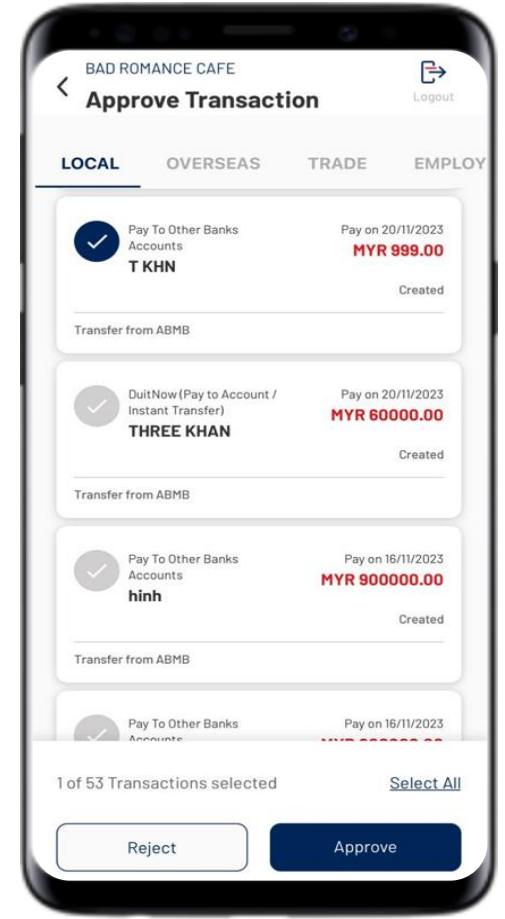 BAD ROMANCE CAFE
Approve Transaction
Logout
LOCAL OVERSEAS TRADE EMPLOY
Pay To Other Banks Pay on 20/11/2023
Accounts MYR 999.00
T KHN
Created
Transfer from ABMB
DuitNow (Pay to Account / Pay on 20/11/2023
Instant Transfer) MYR 60000.00
THREE KHAN
Created
Transfer from ABMB
Pay To Other Banks Pay on 16/11/2023
Accounts MYR 900000.00
hinh
Created
Transfer from ABMB
Pay To Other Banks Pay on 16/11/2023
Accounts
1 of 53 Transactions selected Select All
Reject Approve